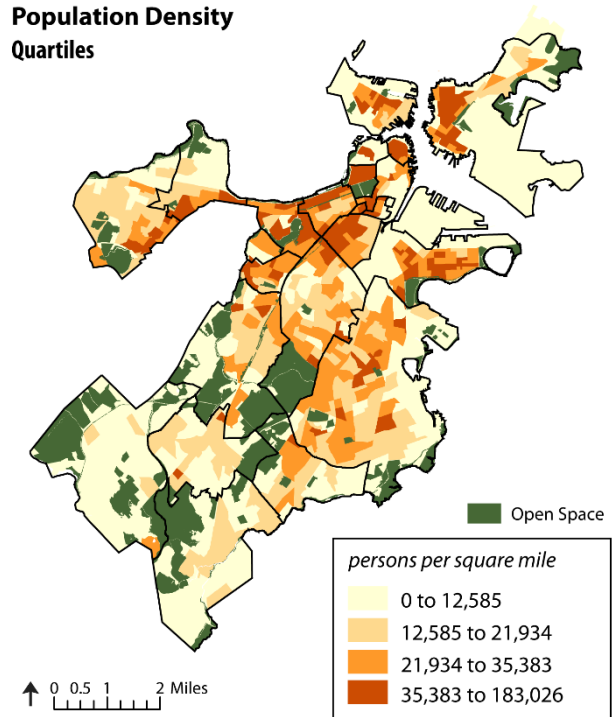 Population Density
Quartiles
Open Space
persons per square mile
0 to 12,585
12,585 to 21,934
21,934 to 35,383
35,383 to 183,026
0 0.5 1 2 Miles